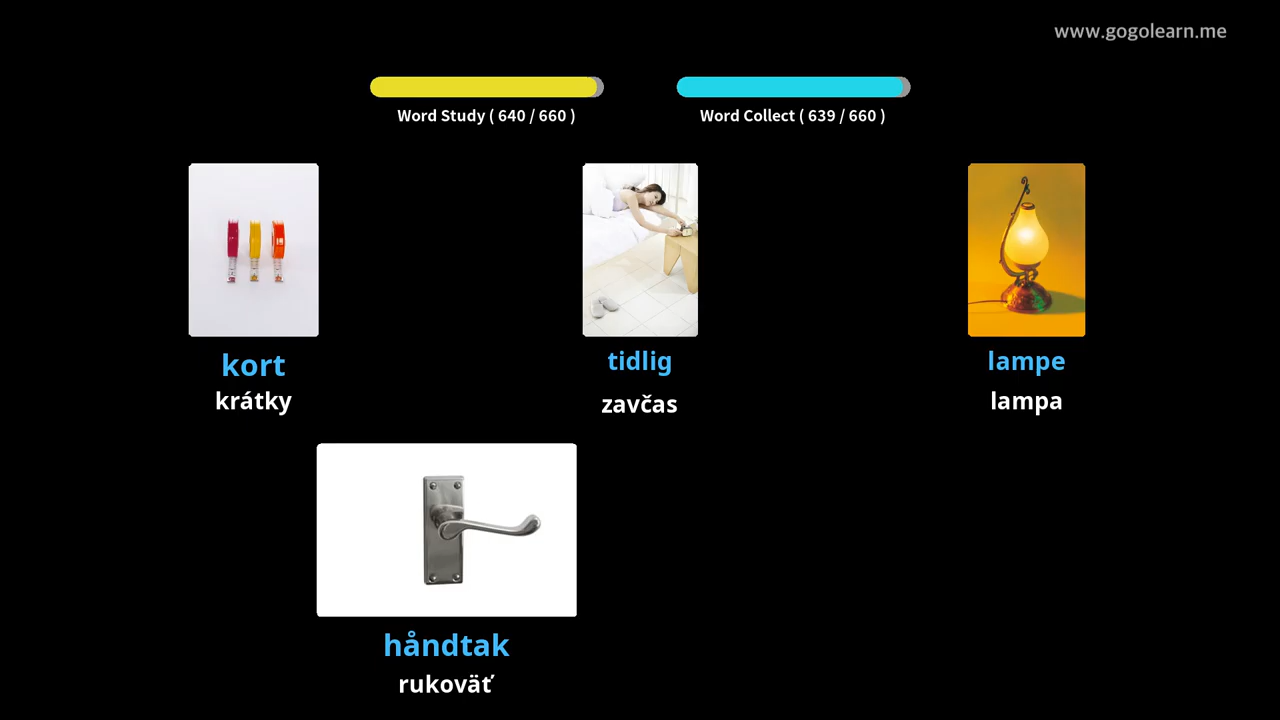 www.gogolearn.me
Word Study ( 640 / 660 )
Word Collect ( 639 / 660 )
kort
krátky
tidlig
zavčas
lampe
lampa
håndtak
rukoväť